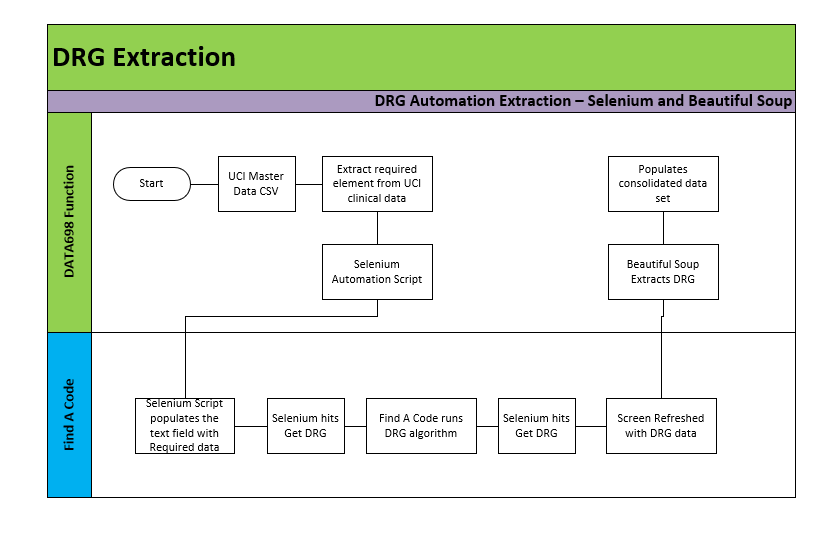 DRG Extraction
DRG Automation Extraction – Selenium and Beautiful Soup
DATA698 Function
Start
UCI Master
Data CSV
Extract required
element from UCI
clinical data
Populates
consolidated data
set
Selenium
Automation Script
Beautiful Soup
Extracts DRG
Find A Code
Selenium Script
populates the
text field with
Required data
Selenium hits
Get DRG
Find A Code runs
DRG algorithm
Selenium hits
Get DRG
Screen Refreshed
with DRG data